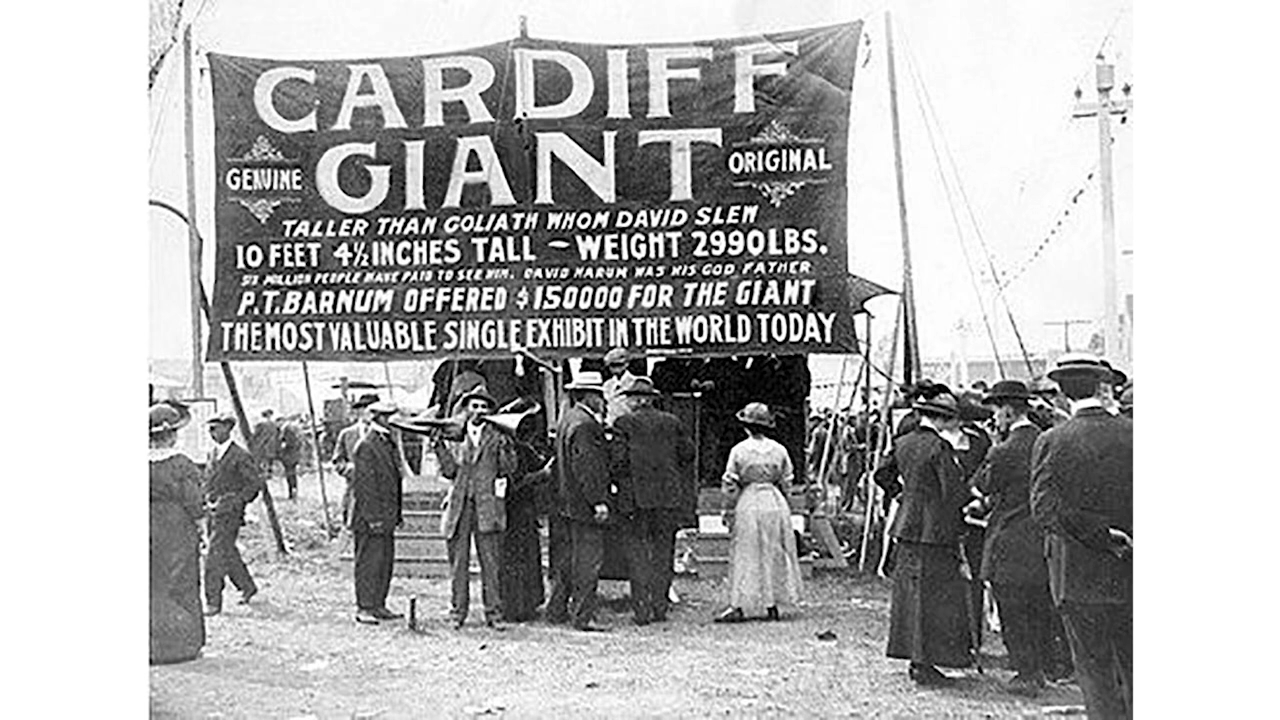 CARDIFF
GIANT
GENUINE
ORIGINAL
TALLER THAN GOLIATH WHOM DAVID SLEW
10 FEET 4½ INCHES TALL – WEIGHT 2990 LBS.
SIX MILLION PEOPLE HAVE PAID TO SEE HIM. DAVID HARUM WAS HIS GOD FATHER
P.T. BARNUM OFFERED $150000 FOR THE GIANT
THE MOST VALUABLE SINGLE EXHIBIT IN THE WORLD TODAY